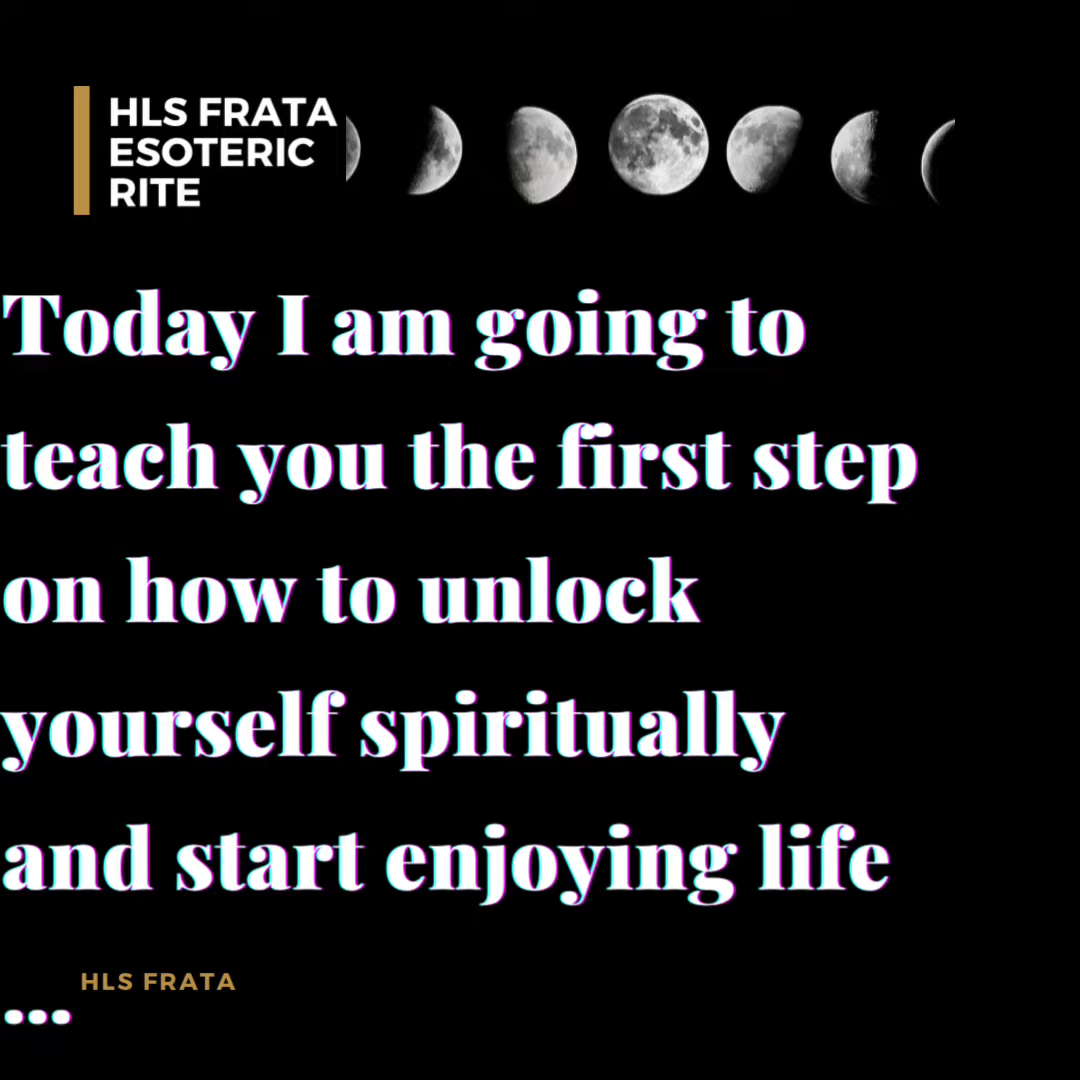 HLS FRATA
ESOTERIC
RITE
Today I am going to
teach you the first step
on how to unlock
yourself spiritually
and start enjoying life
HLS FRATA
...